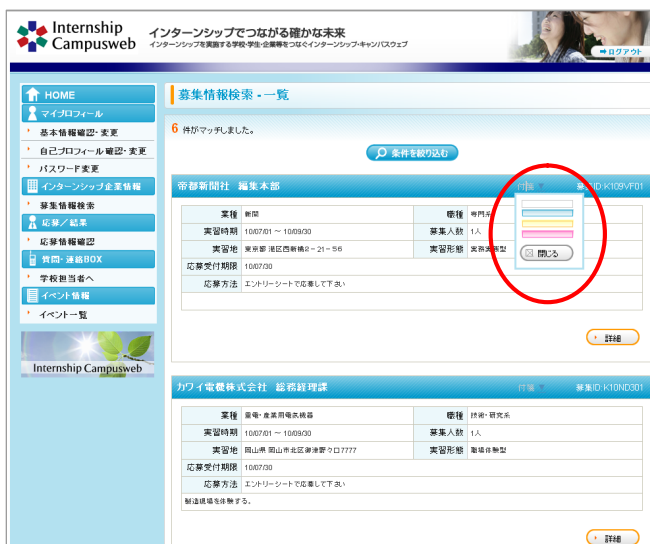 Internship
Campusweb
インターンシップでつながる確かな未来
インターンシップを実施する学校・学生・企業等をつなぐインターンシップ・キャンパスウェブ
ログアウト
HOME
マイプロフィール
基本情報確認・変更
自己プロフィール確認・変更
パスワード変更
インターンシップ企業情報
募集情報検索
応募／結果
応募情報確認
質問・連絡BOX
学校担当者へ
イベント情報
イベント一覧
Internship Campusweb
募集情報検索 - 一覧
6 件がマッチしました。
条件を絞り込む
帝都新聞社 編集本部 付箋 ▼ 募集ID:K109VF01
業種 新聞 職種 専門系
実習時期 10/07/01 ～ 10/09/30 募集人数 1人
実習地 東京都 港区西新橋2－21－56 実習形態 実務実践型
応募受付期限 10/07/30
応募方法 エントリーシートで応募して下さい
閉じる
詳細
カワイ電機株式会社 総務経理課 付箋 ▼ 募集ID:K10ND301
業種 重電・産業用電気機器 職種 技術・研究系
実習時期 10/07/01 ～ 10/09/30 募集人数 1人
実習地 岡山県 岡山市北区御津野々口7777 実習形態 職場体験型
応募受付期限 10/07/30
応募方法 エントリーシートで応募して下さい
製造現場を体験する。
詳細